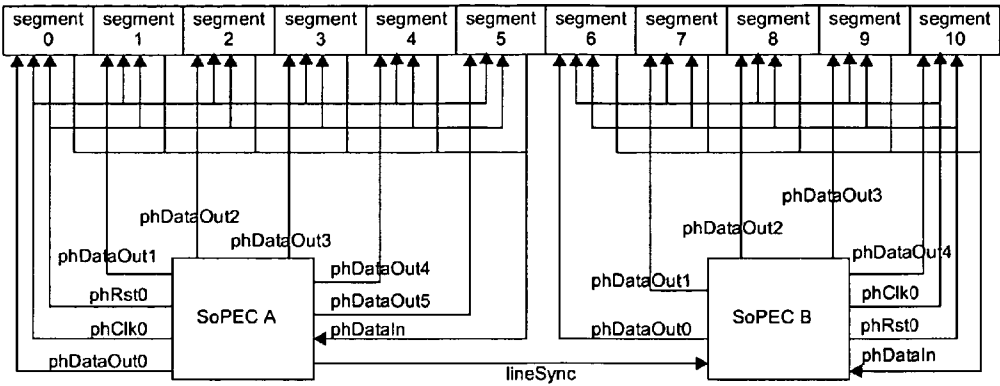 segment 0
segment 1
segment 2
segment 3
segment 4
segment 5
segment 6
segment 7
segment 8
segment 9
segment 10
phDataOut2
phDataOut3
phDataOut1
phDataOut4
phRst0
phDataOut5
phClk0
phDataIn
phDataOut0
SoPEC A
lineSync
phDataOut3
phDataOut2
phDataOut4
phDataOut1
phClk0
phDataOut0
phRst0
phDataIn
SoPEC B